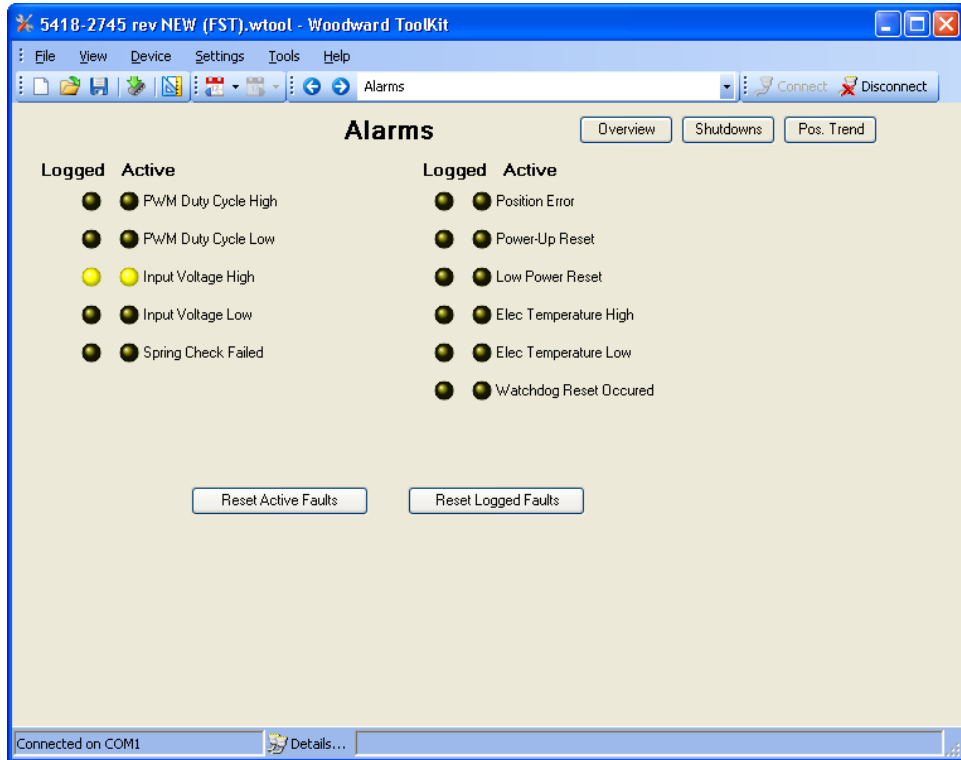 5418-2745 rev NEW (FST).wtool - Woodward ToolKit
File View Device Settings Tools Help
Alarms Connect Disconnect
Alarms Overview Shutdowns Pos. Trend
Logged Active Logged Active
PWM Duty Cycle High Position Error
PWM Duty Cycle Low Power-Up Reset
Input Voltage High Low Power Reset
Input Voltage Low Elec Temperature High
Spring Check Failed Elec Temperature Low
Watchdog Reset Occured
Reset Active Faults Reset Logged Faults
Connected on COM1 Details...